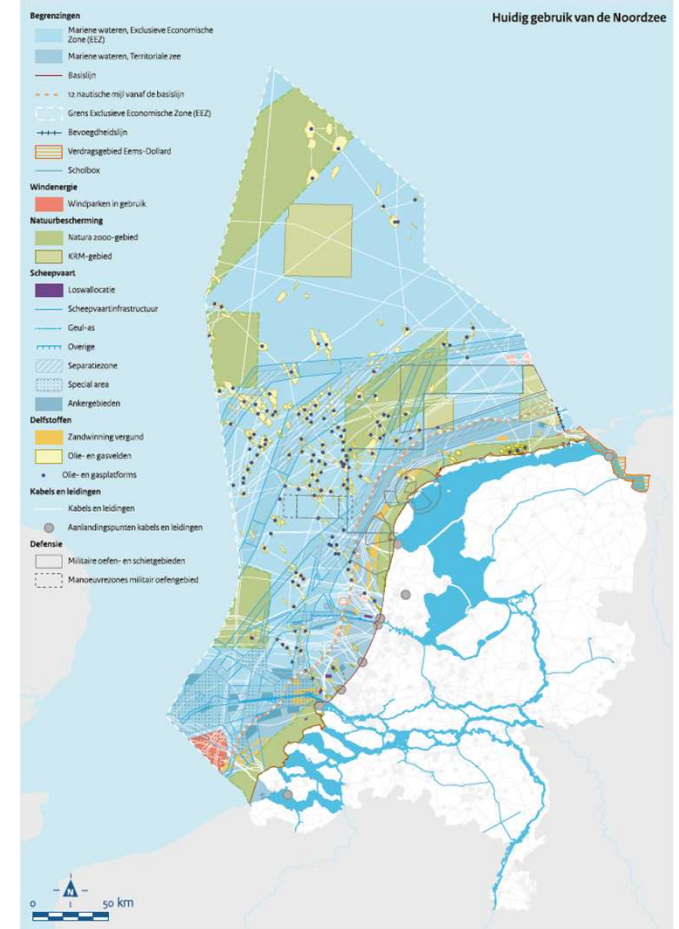 Huidig gebruik van de Noordzee
Begrenzingen
Mariene wateren, Exclusieve Economische
Zone (EEZ)
Mariene wateren, Territoriale zee
Basislijn
12 nautische mijl vanaf de basislijn
Grens Exclusieve Economische Zone (EEZ)
Bevoegdheidslijn
Verdragsgebied Eems-Dollard
Scholbox
Windenergie
Windparken in gebruik
Natuurbescherming
Natura 2000-gebied
KRM-gebied
Scheepvaart
Loswallocatie
Scheepvaartinfrastructuur
Geul-as
Overige
Separatiezone
Special area
Ankergebieden
Delfstoffen
Zandwinning vergund
Olie- en gasvelden
Olie- en gasplatforms
Kabels en leidingen
Kabels en leidingen
Aanlandingspunten kabels en leidingen
Defensie
Militaire oefen- en schietgebieden
Manoeuvrezones militair oefengebied
N
0 50 km